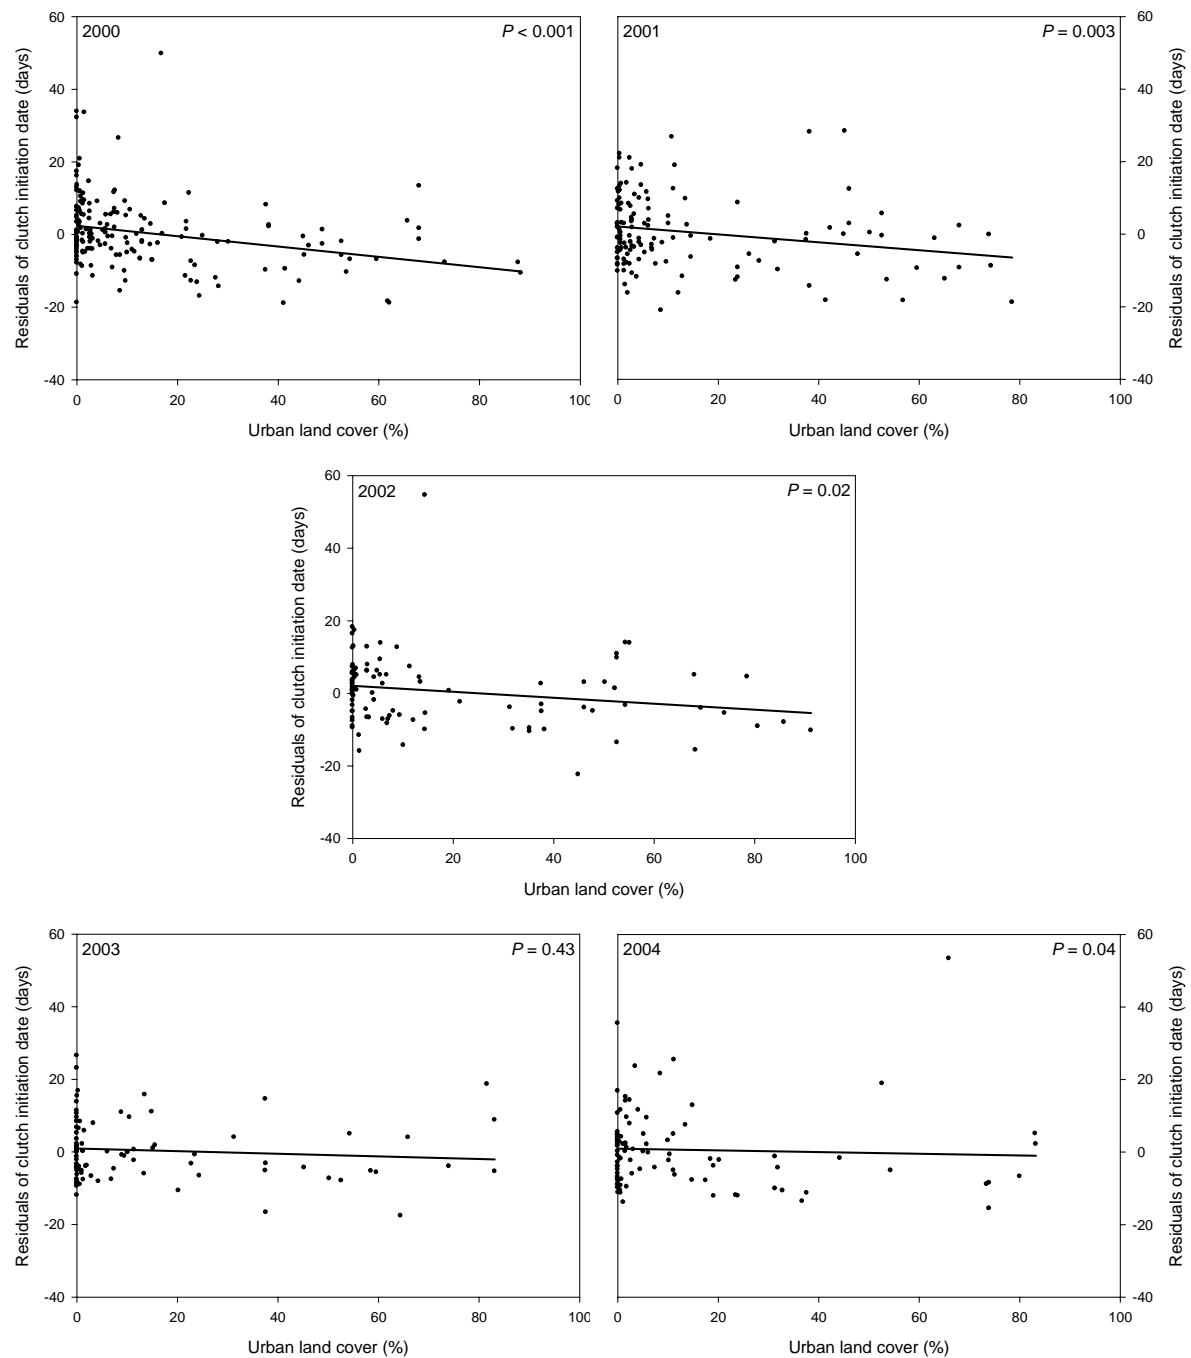 2000
P < 0.001
60
40
20
0
-20
-40
Residuals of clutch initiation date (days)
0 20 40 60 80 100
Urban land cover (%)
2001
P = 0.003
60
40
20
0
-20
-40
Residuals of clutch initiation date (days)
0 20 40 60 80 100
Urban land cover (%)
2002
P = 0.02
60
40
20
0
-20
-40
Residuals of clutch initiation date (days)
0 20 40 60 80 100
Urban land cover (%)
2003
P = 0.43
60
40
20
0
-20
-40
Residuals of clutch initiation date (days)
0 20 40 60 80 100
Urban land cover (%)
2004
P = 0.04
60
40
20
0
-20
-40
Residuals of clutch initiation date (days)
0 20 40 60 80 100
Urban land cover (%)